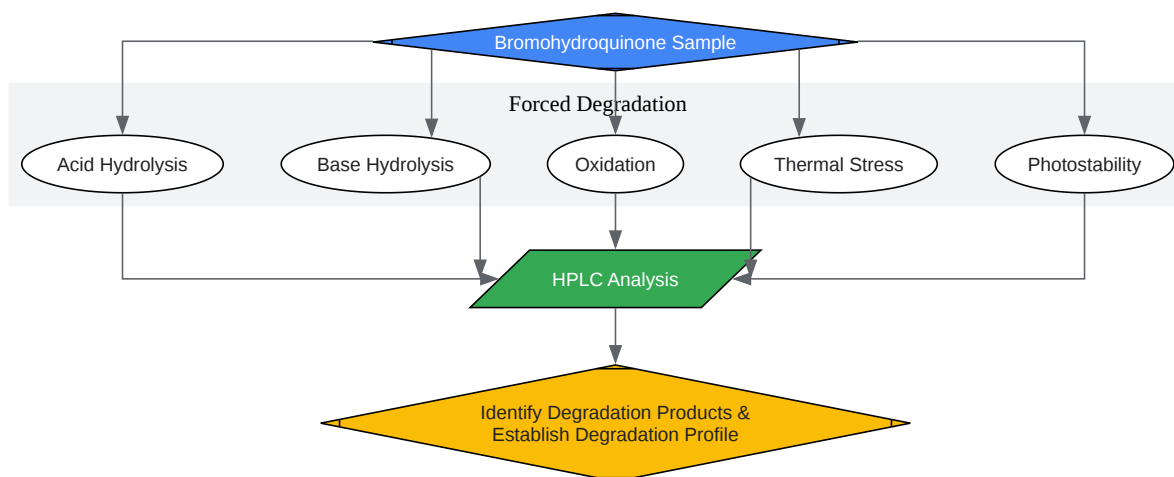 Bromohydroquinone Sample
Forced Degradation
Acid Hydrolysis
Base Hydrolysis
Oxidation
Thermal Stress
Photostability
HPLC Analysis
Identify Degradation Products &
Establish Degradation Profile